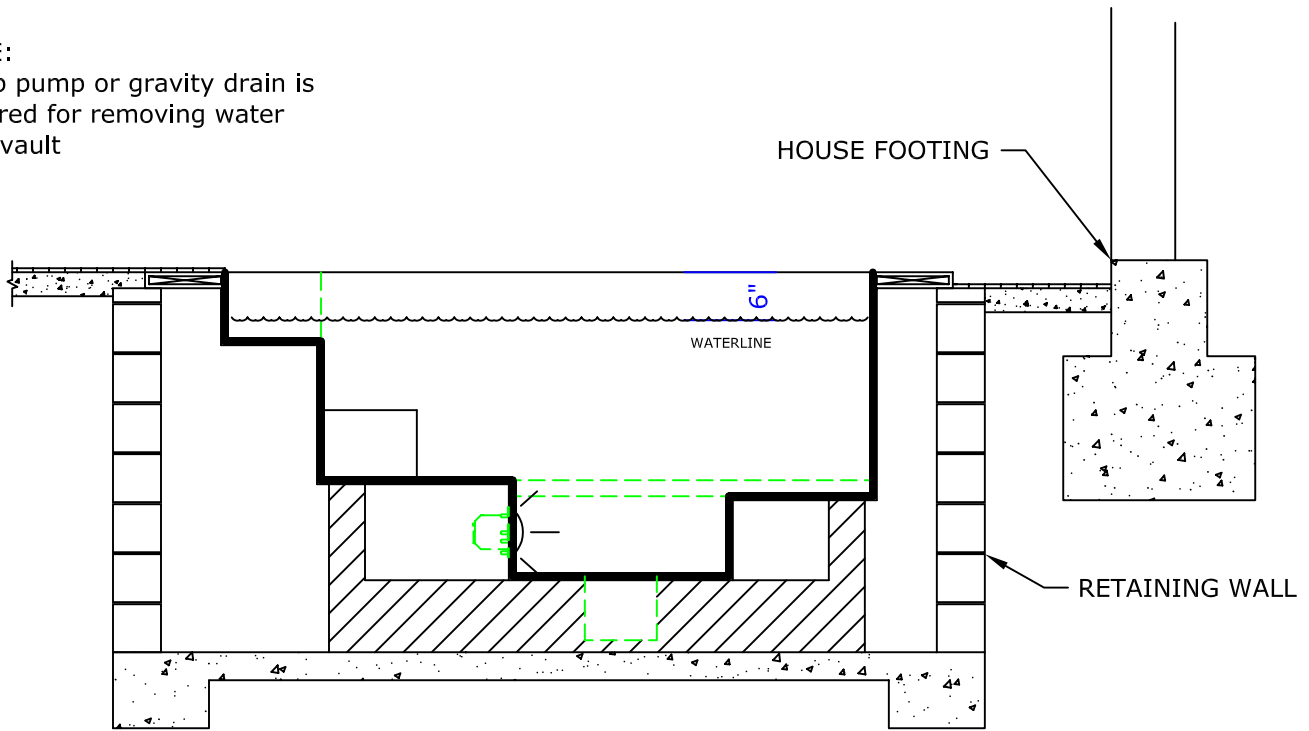 E:
p pump or gravity drain is
red for removing water
vault
HOUSE FOOTING
6"
WATERLINE
RETAINING WALL